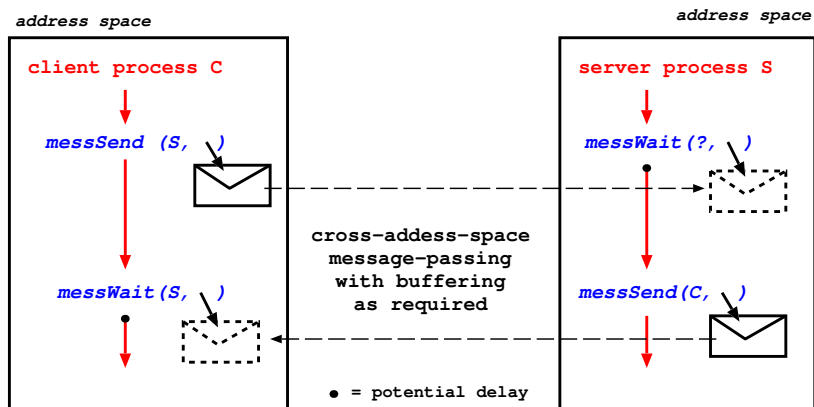 address space
address space
client process C
server process S
messSend (S, )
messWait(?, )
cross-addess-space
message-passing
with buffering
as required
messWait(S, )
messSend(C, )
= potential delay